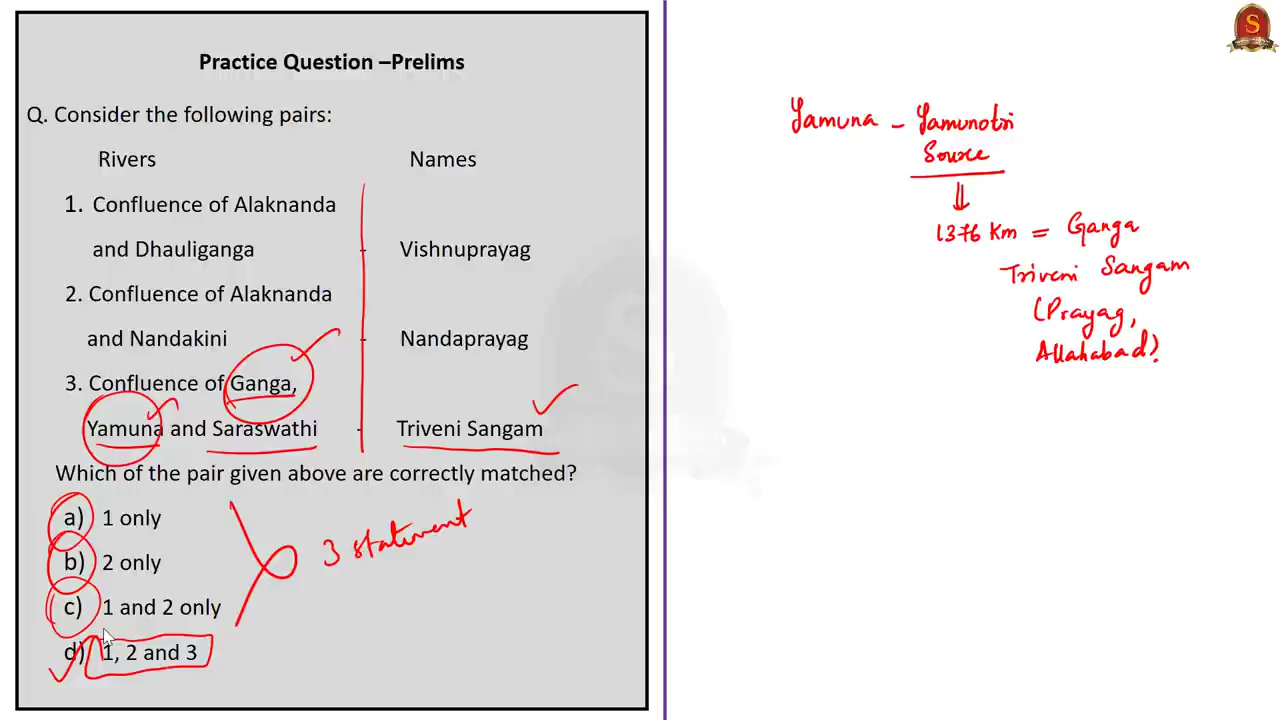 Practice Question –Prelims
Q. Consider the following pairs:
Rivers Names
1. Confluence of Alaknanda
and Dhauliganga - Vishnuprayag
2. Confluence of Alaknanda
and Nandakini - Nandaprayag
3. Confluence of Ganga,
Yamuna and Saraswathi - Triveni Sangam
Which of the pair given above are correctly matched?
a) 1 only
b) 2 only
c) 1 and 2 only
d) 1, 2 and 3
3 statement
Yamuna - Yamunotri
Source
1376 Km = Ganga
Triveni Sangam
(Prayag,
Allahabad)
S